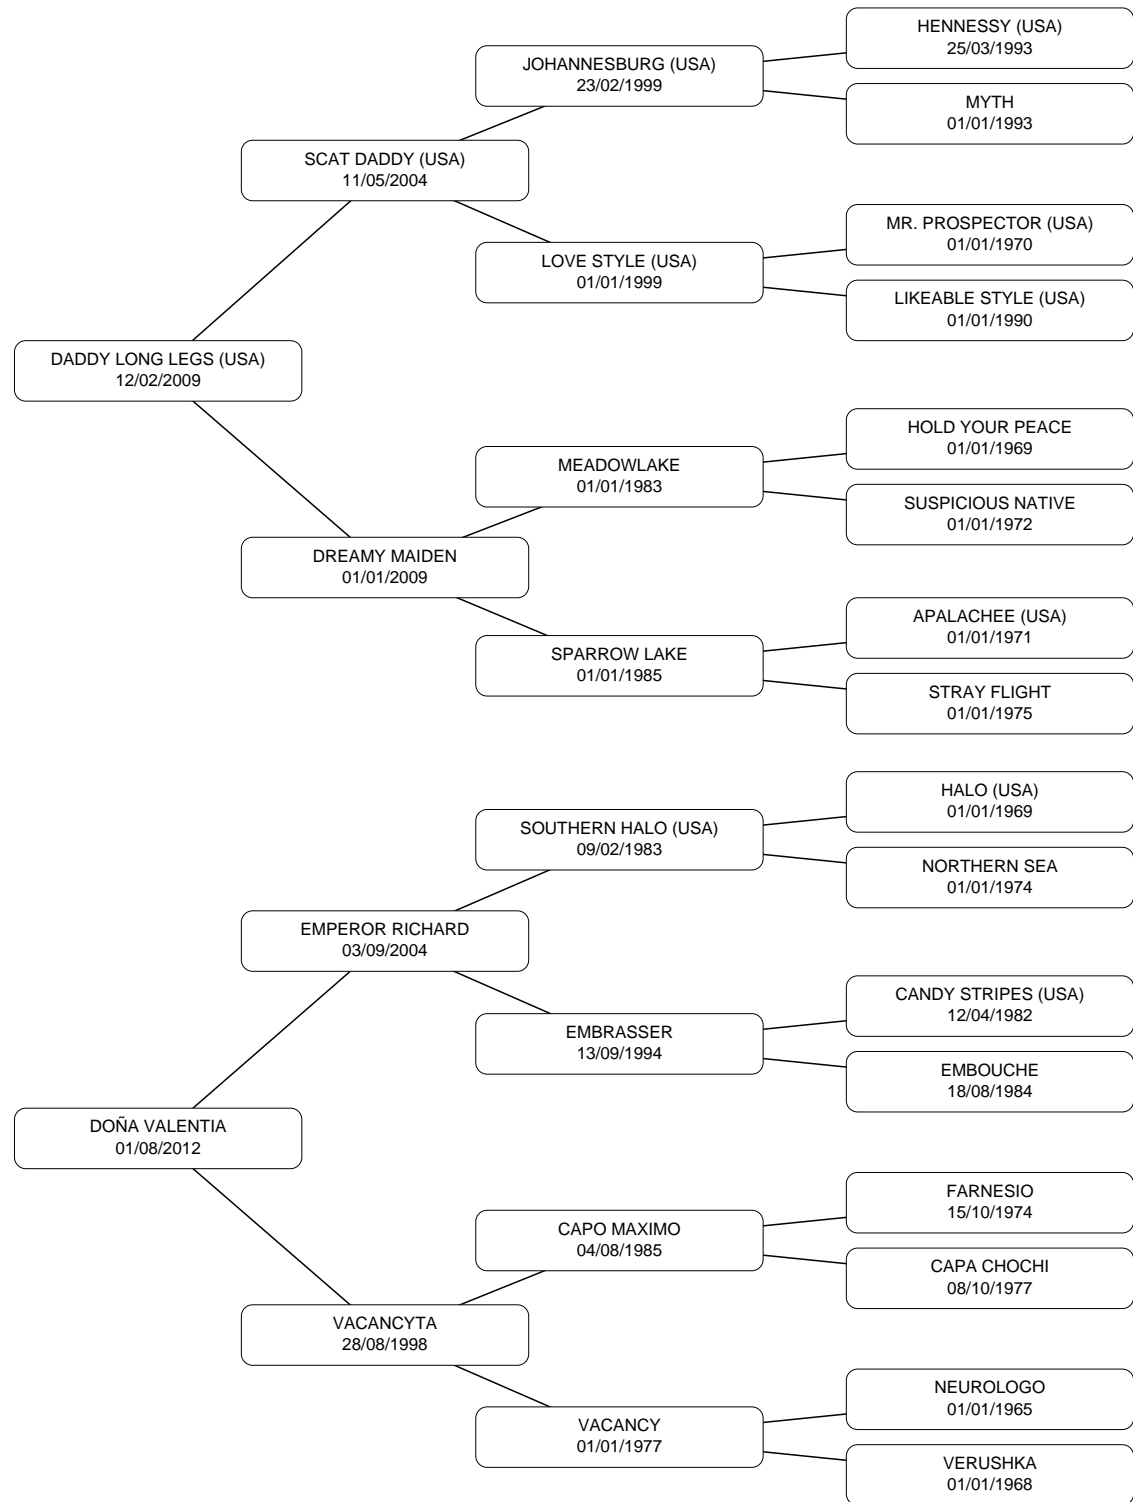 HENNESSY (USA)
25/03/1993
JOHANNESBURG (USA)
23/02/1999
MYTH
01/01/1993
SCAT DADDY (USA)
11/05/2004
MR. PROSPECTOR (USA)
01/01/1970
LOVE STYLE (USA)
01/01/1999
LIKEABLE STYLE (USA)
01/01/1990
DADDY LONG LEGS (USA)
12/02/2009
HOLD YOUR PEACE
01/01/1969
MEADOWLAKE
01/01/1983
SUSPICIOUS NATIVE
01/01/1972
DREAMY MAIDEN
01/01/2009
APALACHEE (USA)
01/01/1971
SPARROW LAKE
01/01/1985
STRAY FLIGHT
01/01/1975
HALO (USA)
01/01/1969
SOUTHERN HALO (USA)
09/02/1983
NORTHERN SEA
01/01/1974
EMPEROR RICHARD
03/09/2004
CANDY STRIPES (USA)
12/04/1982
EMBRASSER
13/09/1994
EMBOUCHE
18/08/1984
DOÑA VALENTIA
01/08/2012
FARNESIO
15/10/1974
CAPO MAXIMO
04/08/1985
CAPA CHOCHI
08/10/1977
VACANCYTA
28/08/1998
NEUROLOGO
01/01/1965
VACANCY
01/01/1977
VERUSHKA
01/01/1968